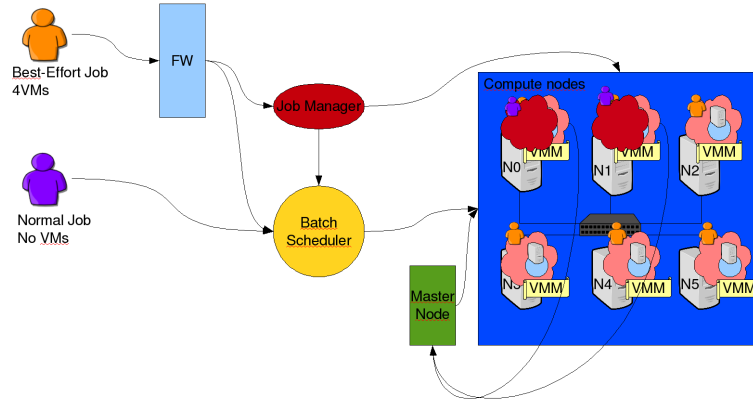 Best-Effort Job
4VMs
FW
Job Manager
Compute nodes
VMM
N0
VMM
N1
VMM
N2
Normal Job
No VMs
Batch
Scheduler
Master
Node
N3
VMM
N4
VMM
N5
VMM